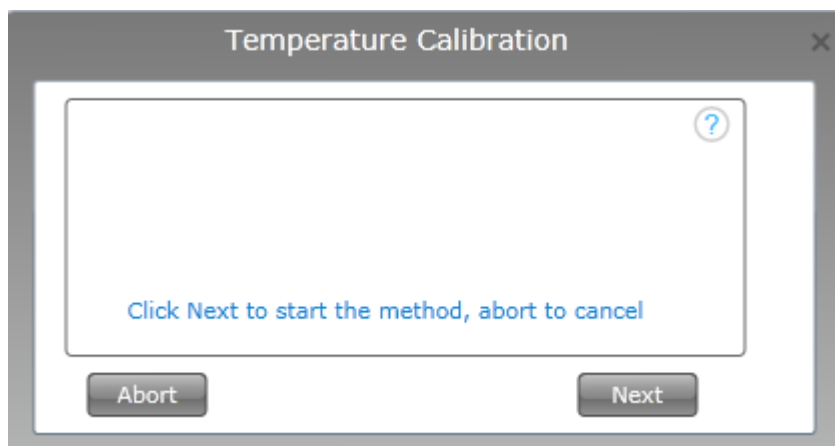 Temperature Calibration
?
Click Next to start the method, abort to cancel
Abort
Next